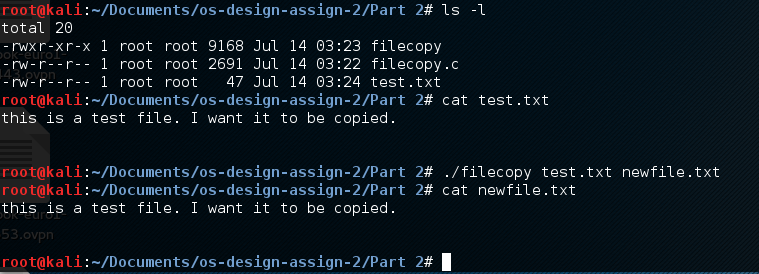 root@kali:~/Documents/os-design-assign-2/Part 2# ls -l
total 20
-rwxr-xr-x 1 root root 9168 Jul 14 03:23 filecopy
-rw-r--r-- 1 root root 2691 Jul 14 03:22 filecopy.c
-rw-r--r-- 1 root root   47 Jul 14 03:24 test.txt
root@kali:~/Documents/os-design-assign-2/Part 2# cat test.txt
this is a test file. I want it to be copied.
root@kali:~/Documents/os-design-assign-2/Part 2# ./filecopy test.txt newfile.txt
root@kali:~/Documents/os-design-assign-2/Part 2# cat newfile.txt
this is a test file. I want it to be copied.
root@kali:~/Documents/os-design-assign-2/Part 2#